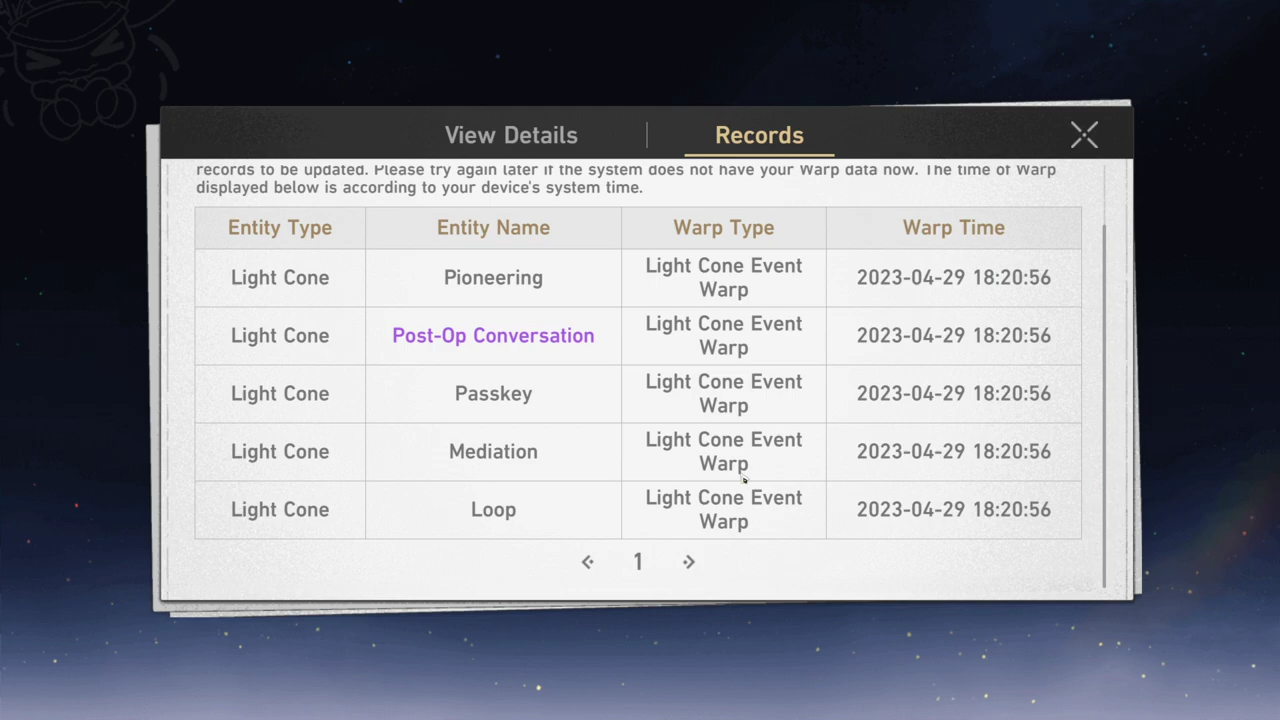 View Details
Records
records to be updated. Please try again later if the system does not have your Warp data now. The time of Warp
displayed below is according to your device's system time.
Entity Type Entity Name Warp Type Warp Time
Light Cone Pioneering Light Cone Event Warp 2023-04-29 18:20:56
Light Cone Post-Op Conversation Light Cone Event Warp 2023-04-29 18:20:56
Light Cone Passkey Light Cone Event Warp 2023-04-29 18:20:56
Light Cone Mediation Light Cone Event Warp 2023-04-29 18:20:56
Light Cone Loop Light Cone Event Warp 2023-04-29 18:20:56
1